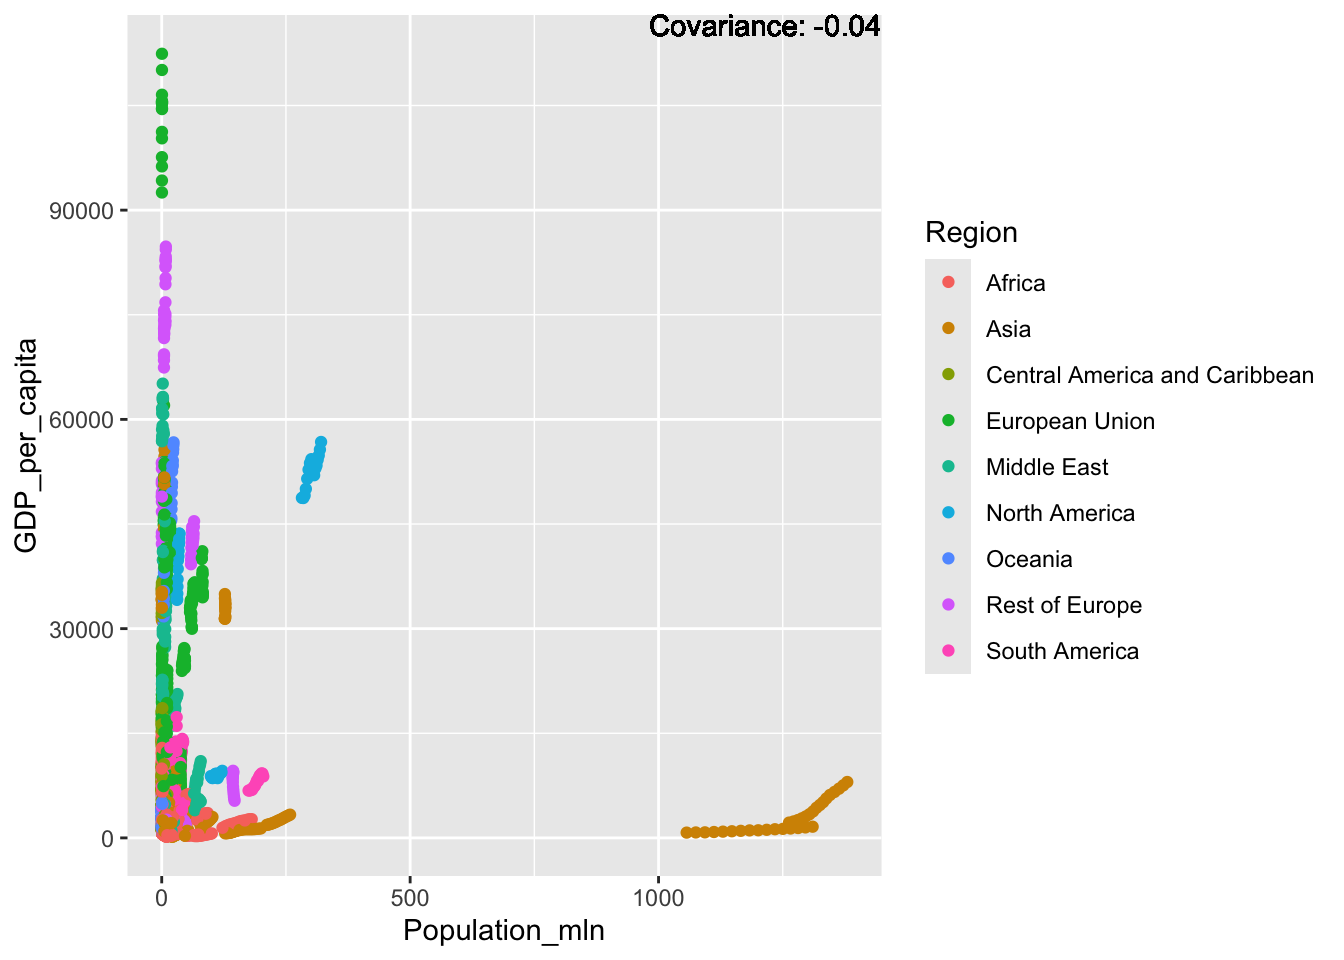 Covariance: -0.04
GDP_per_capita
90000
60000
30000
0
0
500
1000
Population_mln
Region
Africa
Asia
Central America and Caribbean
European Union
Middle East
North America
Oceania
Rest of Europe
South America